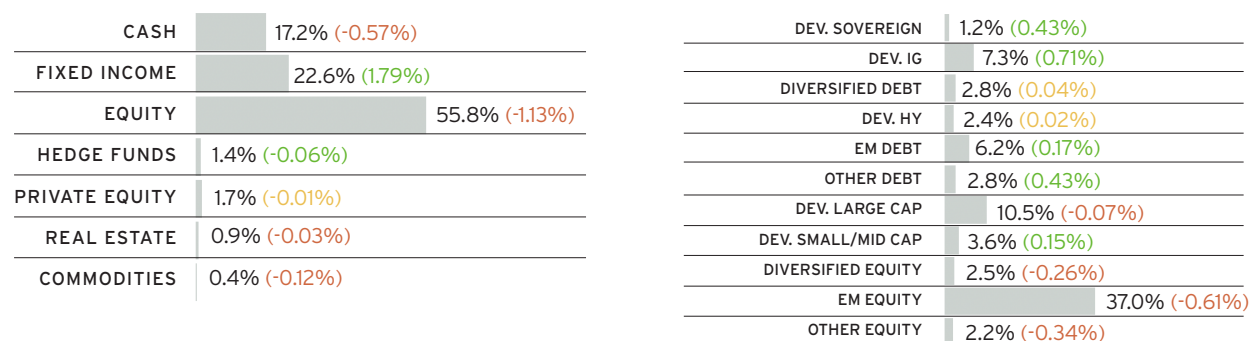 CASH 17.2% (-0.57%)
FIXED INCOME 22.6% (1.79%)
EQUITY 55.8% (-1.13%)
HEDGE FUNDS 1.4% (-0.06%)
PRIVATE EQUITY 1.7% (-0.01%)
REAL ESTATE 0.9% (-0.03%)
COMMODITIES 0.4% (-0.12%)
DEV. SOVEREIGN 1.2% (0.43%)
DEV. IG 7.3% (0.71%)
DIVERSIFIED DEBT 2.8% (0.04%)
DEV. HY 2.4% (0.02%)
EM DEBT 6.2% (0.17%)
OTHER DEBT 2.8% (0.43%)
DEV. LARGE CAP 10.5% (-0.07%)
DEV. SMALL/MID CAP 3.6% (0.15%)
DIVERSIFIED EQUITY 2.5% (-0.26%)
EM EQUITY 37.0% (-0.61%)
OTHER EQUITY 2.2% (-0.34%)